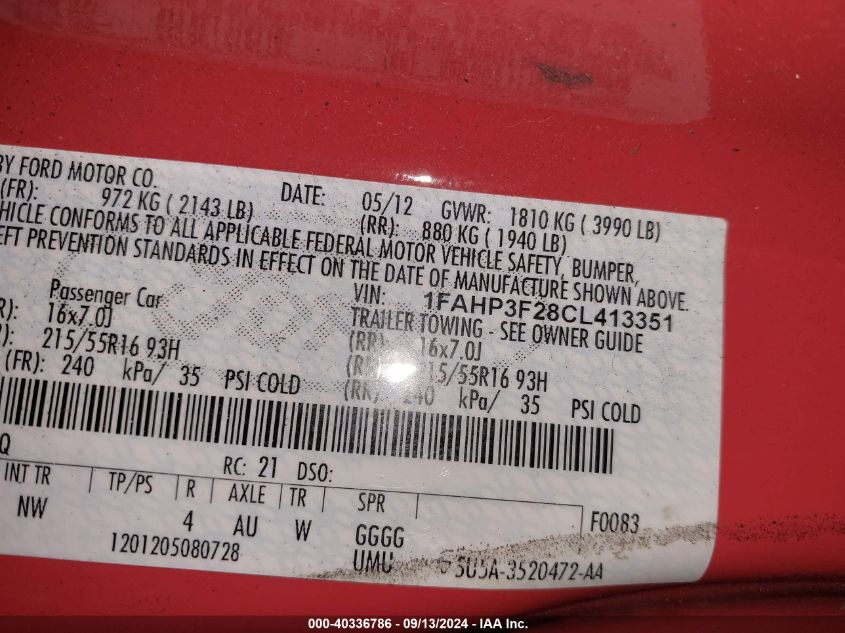 BY FORD MOTOR CO.
DATE: 05/12 GVWR: 1810 KG ( 3990 LB)
(FR): 972 KG ( 2143 LB) (RR): 880 KG ( 1940 LB)
VEHICLE CONFORMS TO ALL APPLICABLE FEDERAL MOTOR VEHICLE SAFETY, BUMPER,
PREVENTION STANDARDS IN EFFECT ON THE DATE OF MANUFACTURE SHOWN ABOVE.
VIN: 1FAHP3F28CL413351
Passenger Car TRAILER TOWING - SEE OWNER GUIDE
16x7.0J (RR) 16x7.0J
215/55R16 93H 215/55R16 93H
(FR): 240 kPa/ 35 PSI COLD (RR) 240 kPa/ 35 PSI COLD
RC: 21 DSO:
INT TR TP/PS R AXLE TR SPR F0083
NW 4 AU W GGGG
1201205080728 UMU 5U5A-3520472-AA
000-40336786 - 09/13/2024 - IAA Inc.